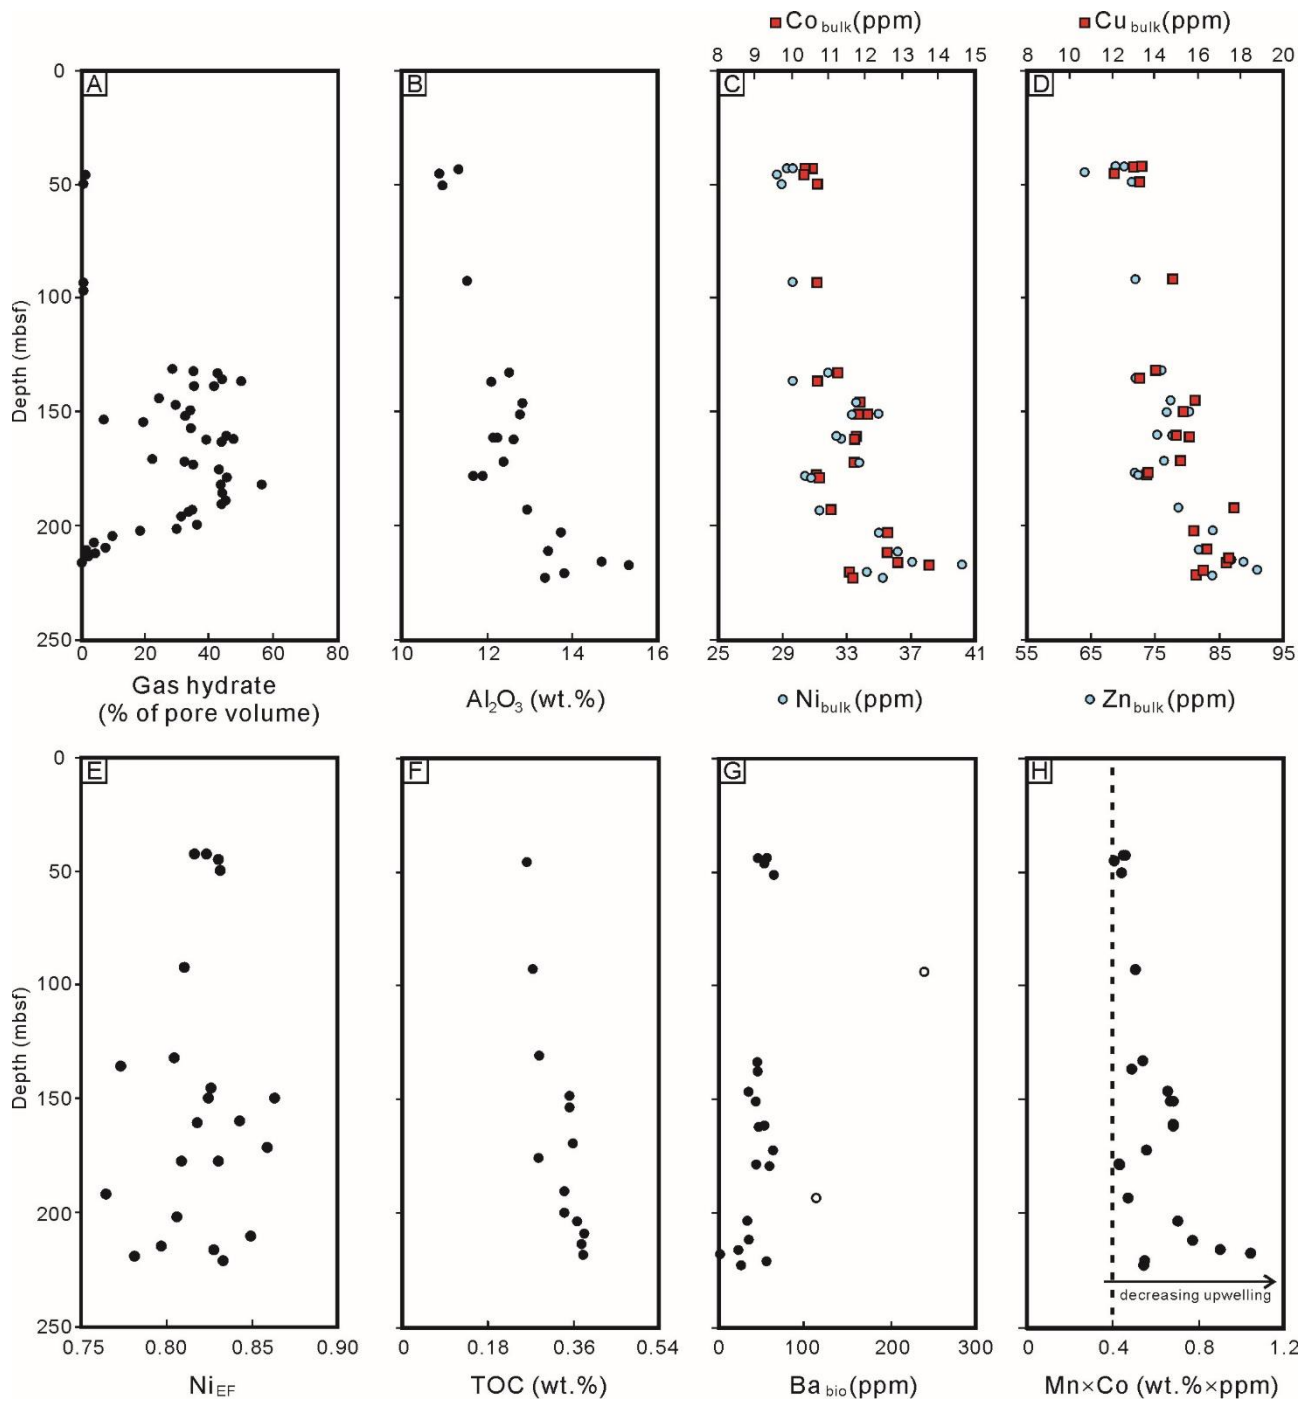 Co bulk (ppm)
Cu bulk (ppm)
8 9 10 11 12 13 14 15
8 10 12 14 16 18 20
0
50
100
150
200
250
Depth (mbsf)
A
B
C
D
0 20 40 60 80
10 12 14 16
25 29 33 37 41
55 65 75 85 95
Gas hydrate
(% of pore volume)
Al2O3 (wt.%)
Ni bulk (ppm)
Zn bulk (ppm)
0
50
100
150
200
250
Depth (mbsf)
E
F
G
H
decreasing upwelling
0.75 0.80 0.85 0.90
0 0.18 0.36 0.54
0 100 200 300
0 0.4 0.8 1.2
Ni EF
TOC (wt.%)
Ba bio (ppm)
Mn×Co (wt.%×ppm)